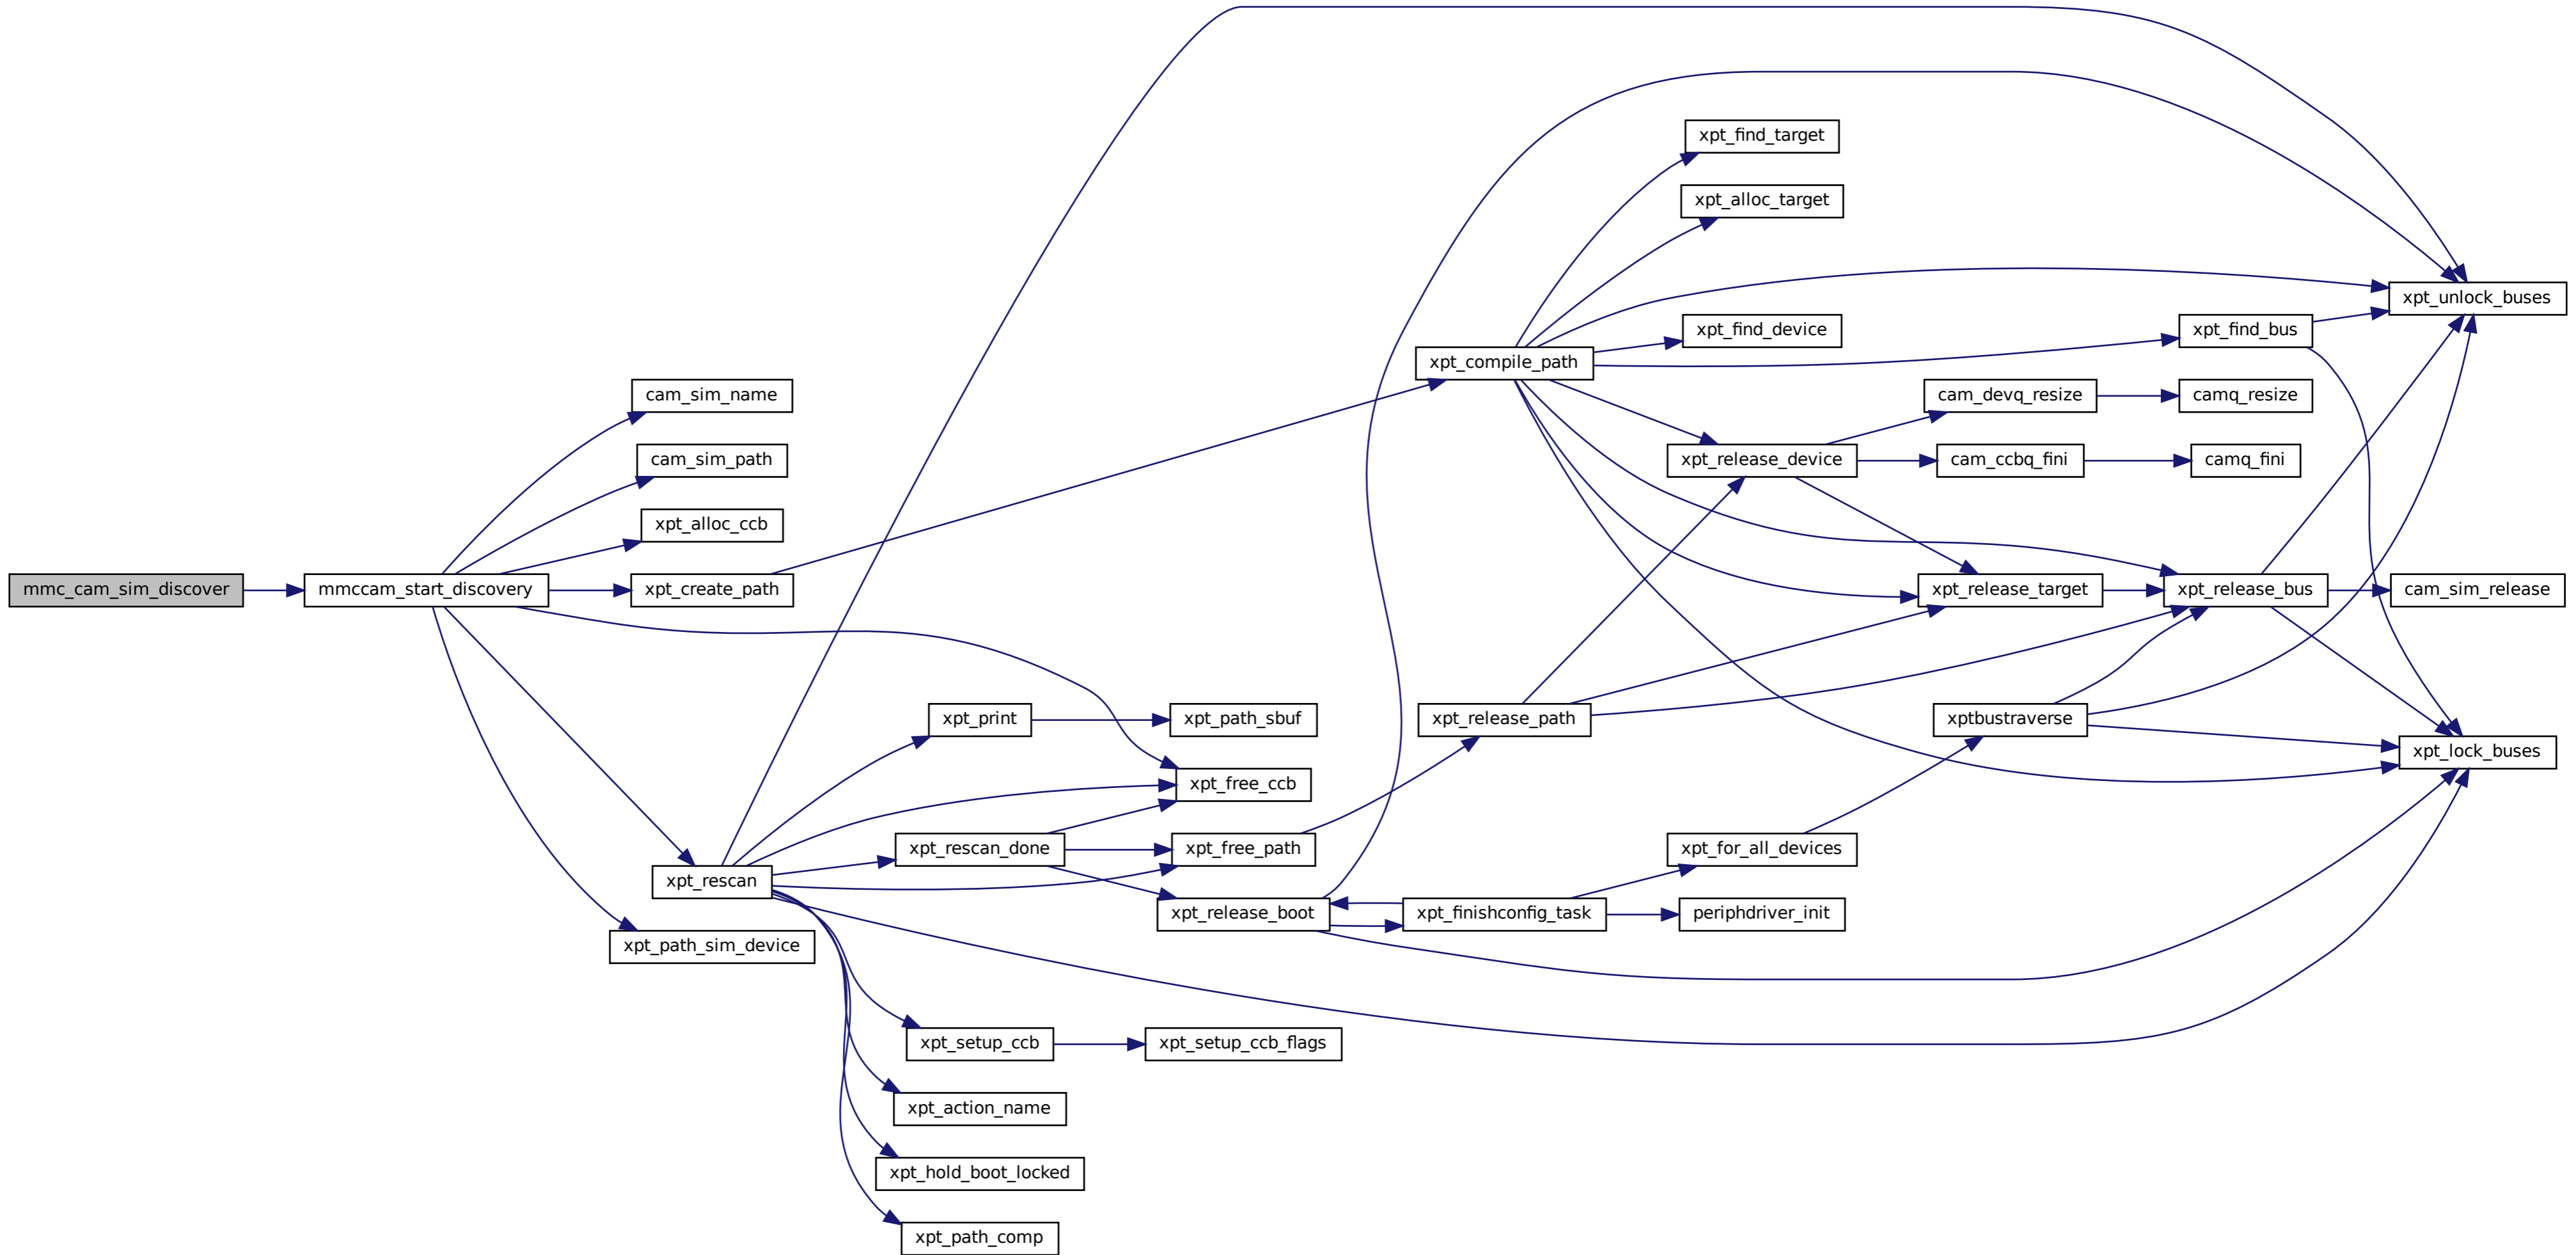 xpt_find_target
xpt_alloc_target
xpt_unlock_buses
xpt_find_device
xpt_find_bus
xpt_compile_path
cam_sim_name
cam_devq_resize
camq_resize
cam_sim_path
xpt_release_device
cam_ccbq_fini
camq_fini
xpt_alloc_ccb
mmc_cam_sim_discover
mmccam_start_discovery
xpt_create_path
xpt_release_target
xpt_release_bus
cam_sim_release
xpt_print
xpt_path_sbuf
xpt_release_path
xptbustraverse
xpt_lock_buses
xpt_free_ccb
xpt_rescan_done
xpt_free_path
xpt_for_all_devices
xpt_rescan
xpt_release_boot
xpt_finishconfig_task
periphdriver_init
xpt_path_sim_device
xpt_setup_ccb
xpt_setup_ccb_flags
xpt_action_name
xpt_hold_boot_locked
xpt_path_comp